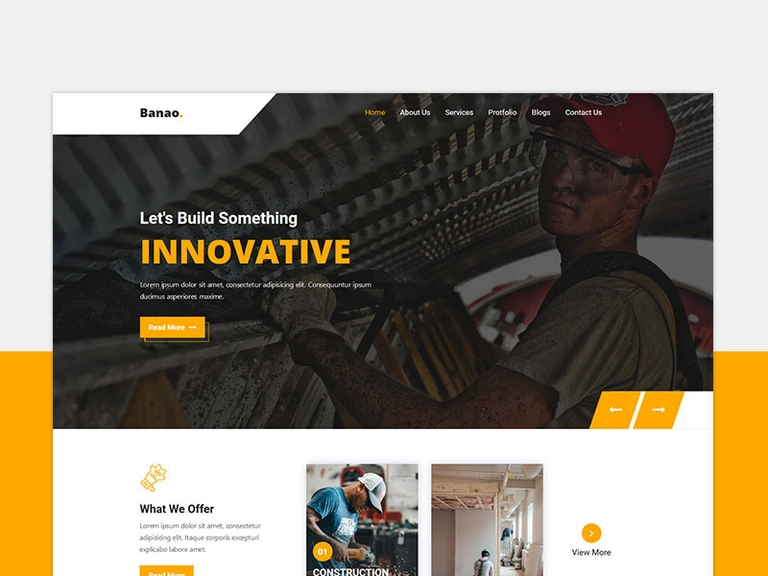 Banao.
Home About Us Services Protfolio Blogs Contact Us
Let's Build Something
INNOVATIVE
Lorem ipsum dolor sit amet, consectetur adipisicing elit. Consequuntur ipsum
ducimus asperiores maxime.
Read More →
← →
What We Offer
Lorem ipsum dolor sit amet, consectetur
adipisicing elit. Itaque corporis excepturi
explicabo labore amet.
Read More
01
CONSTRUCTION
View More